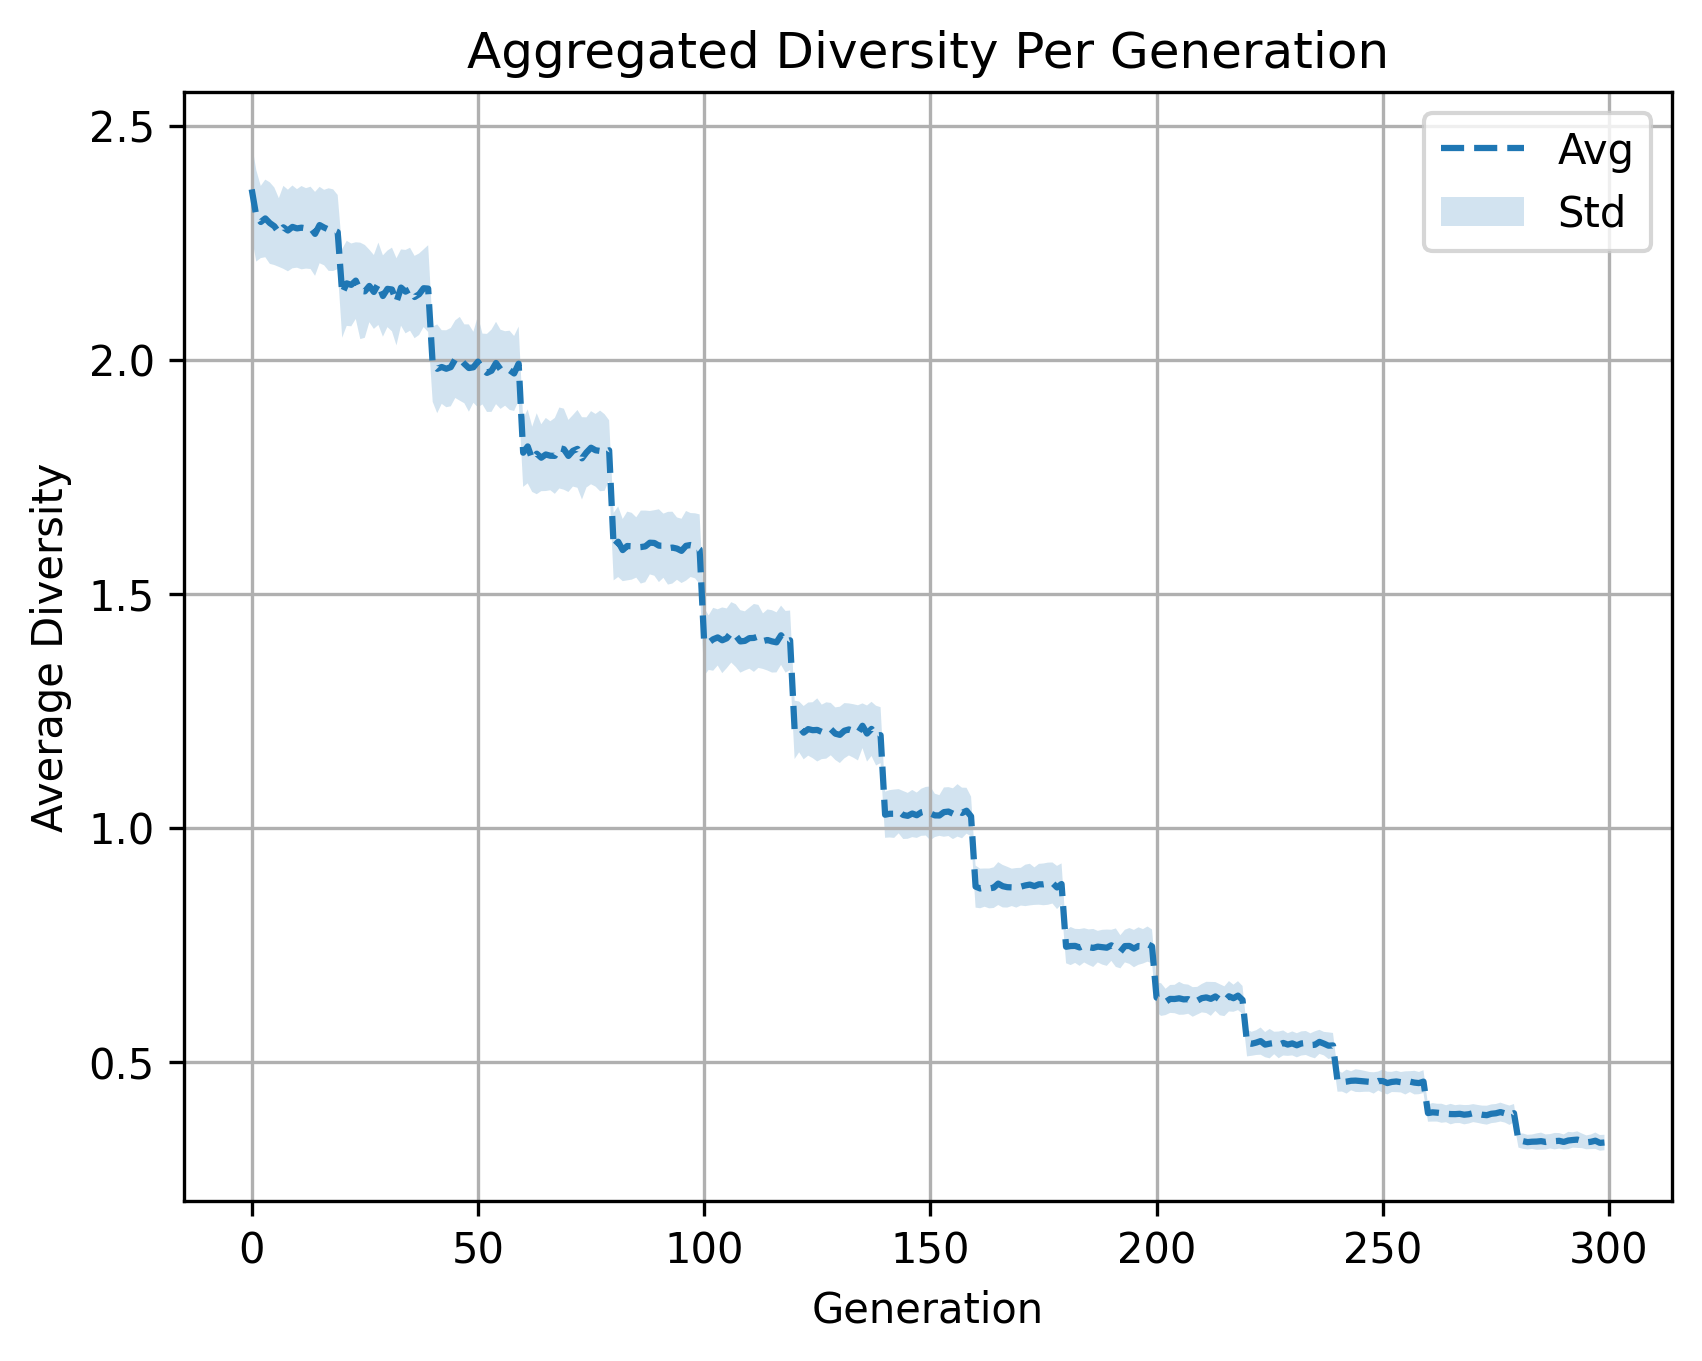 Aggregated Diversity Per Generation
2.5
2.0
1.5
1.0
0.5
Average Diversity
Avg
Std
0 50 100 150 200 250 300
Generation